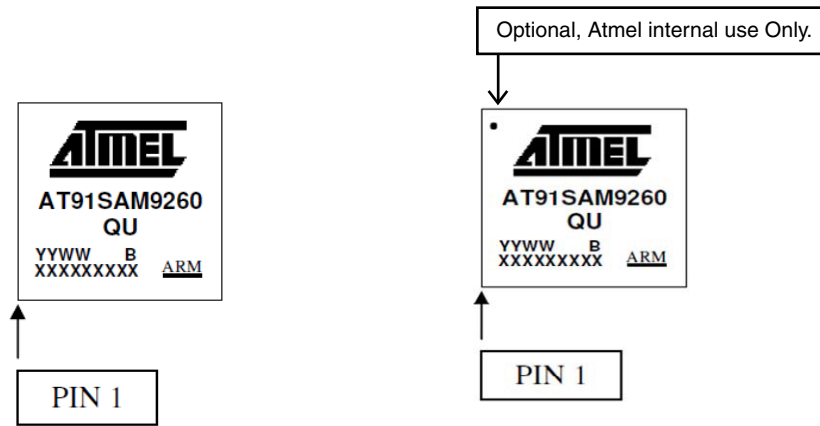 Optional, Atmel internal use Only.
ATMEL
AT91SAM9260
QU
YYWW B
XXXXXXXXX ARM
PIN 1
ATMEL
AT91SAM9260
QU
YYWW B
XXXXXXXXX ARM
PIN 1